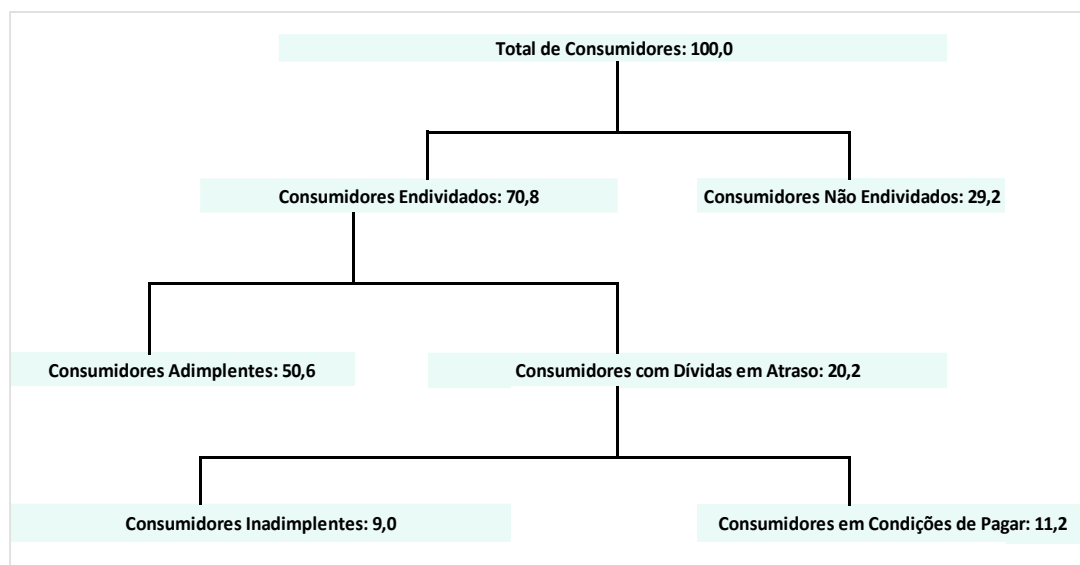 Total de Consumidores: 100,0
Consumidores Endividados: 70,8
Consumidores Não Endividados: 29,2
Consumidores Adimplentes: 50,6
Consumidores com Dívidas em Atraso: 20,2
Consumidores Inadimplentes: 9,0
Consumidores em Condições de Pagar: 11,2